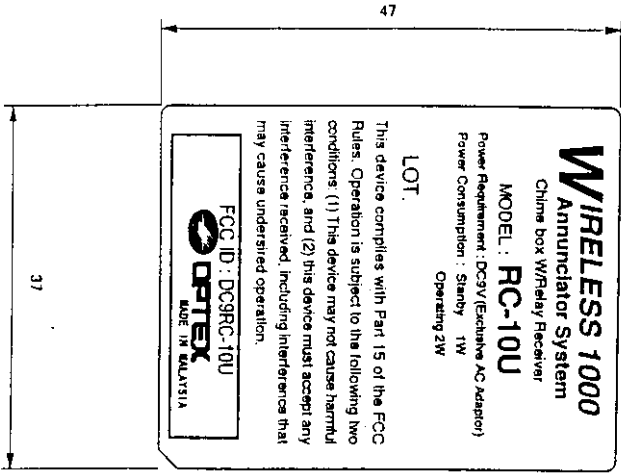 47
37
WIRELESS 1000
Annunciator System
Chime box W/Relay Receiver
MODEL : RC-10U
Power Requirement : DC9V (Exclusive AC Adaptor)
Power Consumption : Stanby 1W
Operating 2W
LOT.
This device complies with Part 15 of the FCC
Rules. Operation is subject to the following two
conditions: (1) This device may not cause harmful
interference, and (2) this device must accept any
interference received, including interference that
may cause undersired operation.
FCC ID : DC9RC-10U
OPTEX
MADE IN MALAYSIA